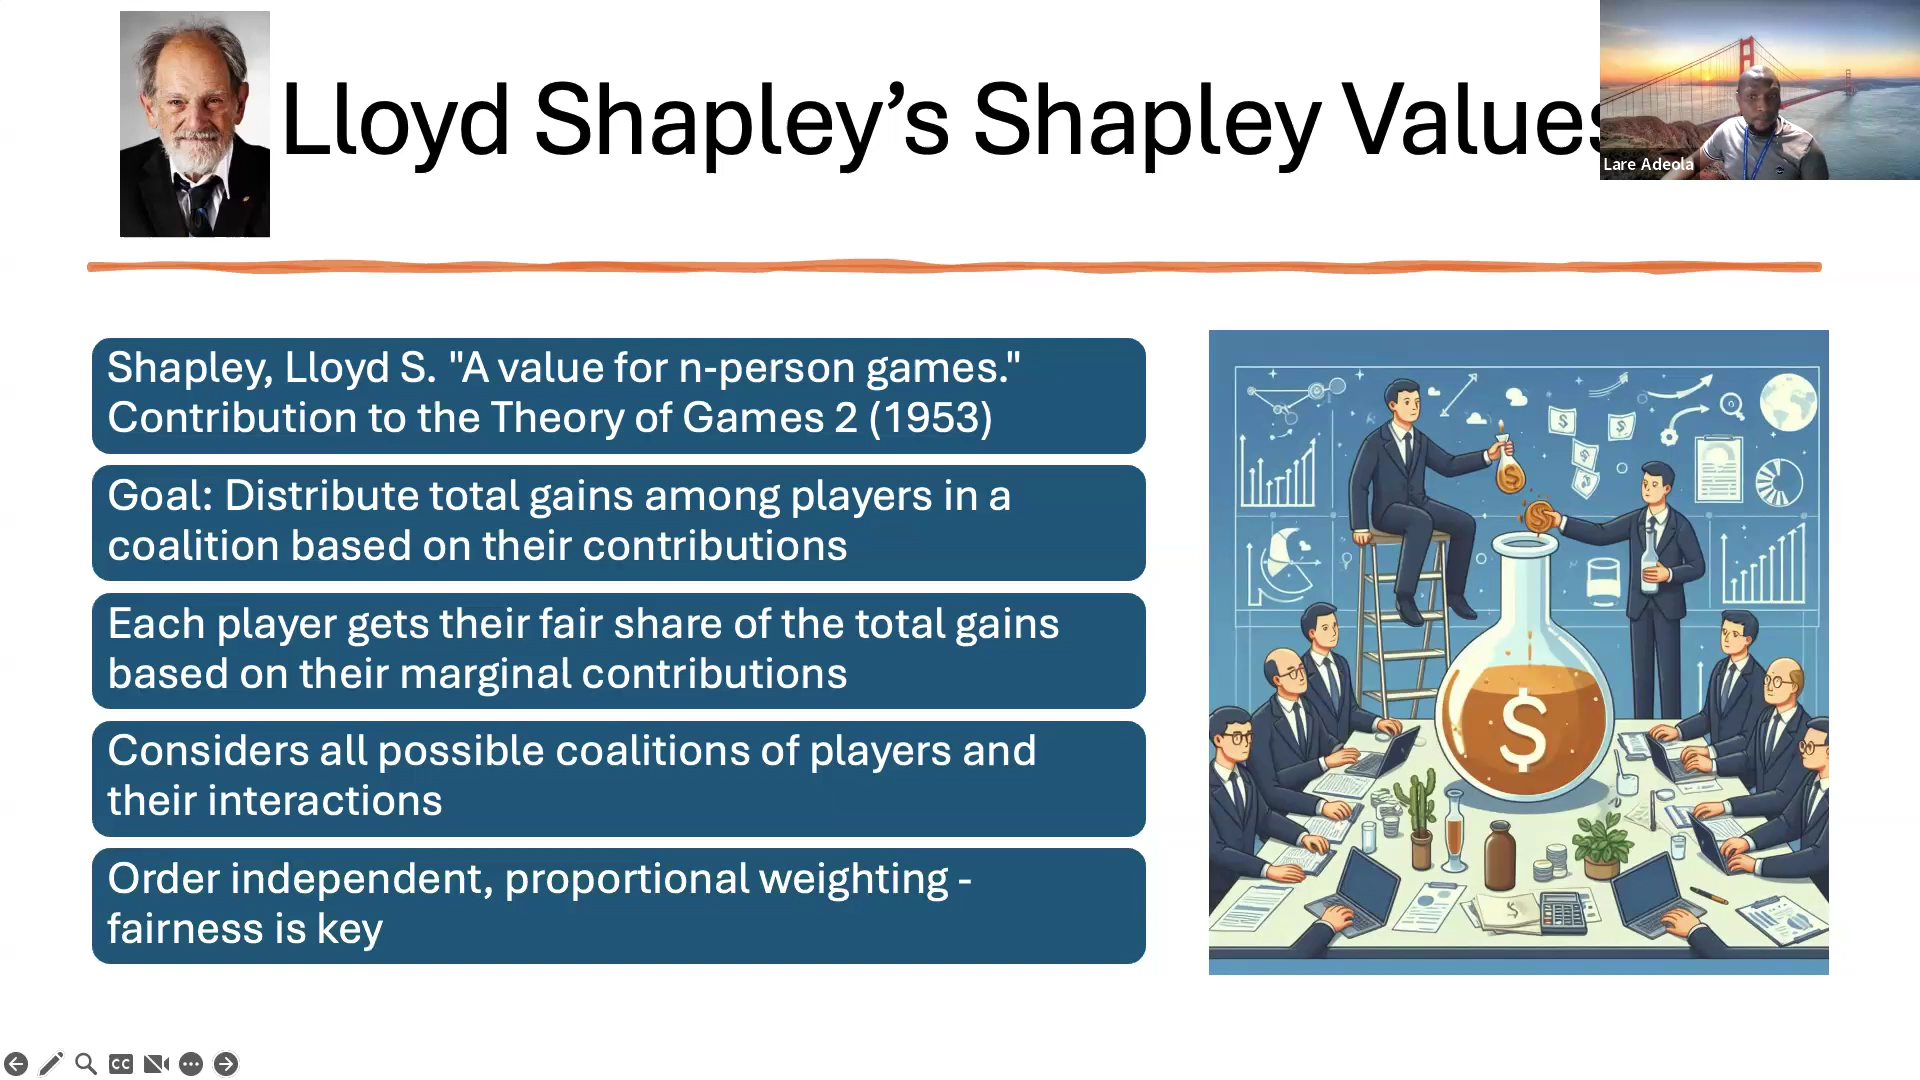 Lloyd Shapley’s Shapley Values
Lare Adeola
Shapley, Lloyd S. "A value for n-person games."
Contribution to the Theory of Games 2 (1953)
Goal: Distribute total gains among players in a
coalition based on their contributions
Each player gets their fair share of the total gains
based on their marginal contributions
Considers all possible coalitions of players and
their interactions
Order independent, proportional weighting -
fairness is key
$
CC